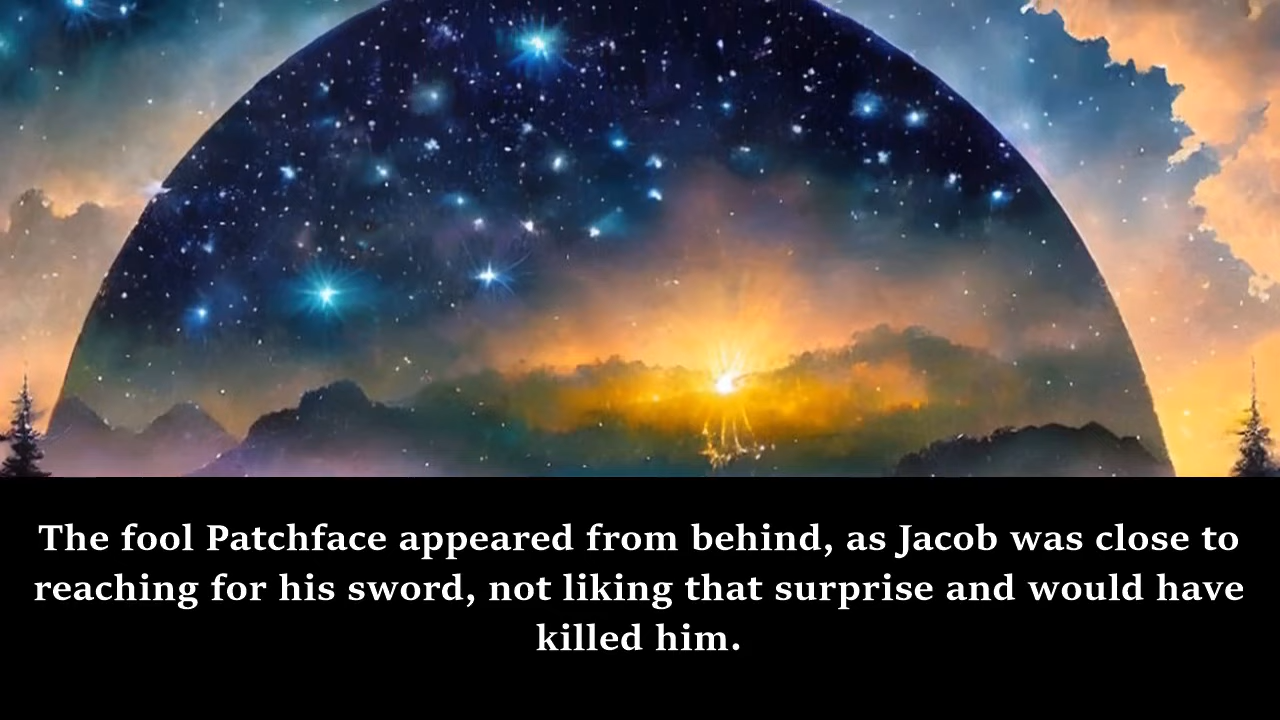 The fool Patchface appeared from behind, as Jacob was close to
reaching for his sword, not liking that surprise and would have
killed him.